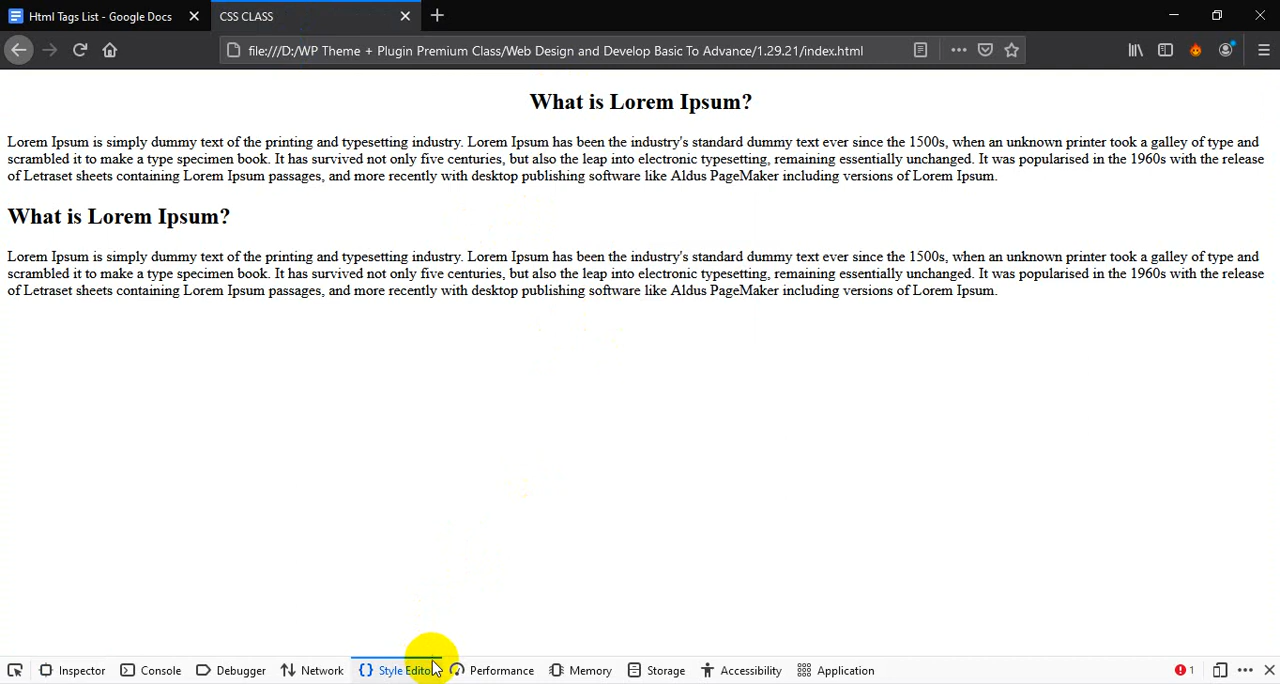 Html Tags List - Google Docs
CSS CLASS
file:///D:/WP Theme + Plugin Premium Class/Web Design and Develop Basic To Advance/1.29.21/index.html
What is Lorem Ipsum?
Lorem Ipsum is simply dummy text of the printing and typesetting industry. Lorem Ipsum has been the industry's standard dummy text ever since the 1500s, when an unknown printer took a galley of type and
scrambled it to make a type specimen book. It has survived not only five centuries, but also the leap into electronic typesetting, remaining essentially unchanged. It was popularised in the 1960s with the release
of Letraset sheets containing Lorem Ipsum passages, and more recently with desktop publishing software like Aldus PageMaker including versions of Lorem Ipsum.
What is Lorem Ipsum?
Lorem Ipsum is simply dummy text of the printing and typesetting industry. Lorem Ipsum has been the industry's standard dummy text ever since the 1500s, when an unknown printer took a galley of type and
scrambled it to make a type specimen book. It has survived not only five centuries, but also the leap into electronic typesetting, remaining essentially unchanged. It was popularised in the 1960s with the release
of Letraset sheets containing Lorem Ipsum passages, and more recently with desktop publishing software like Aldus PageMaker including versions of Lorem Ipsum.
Inspector Console Debugger Network Style Editor Performance Memory Storage Accessibility Application 1